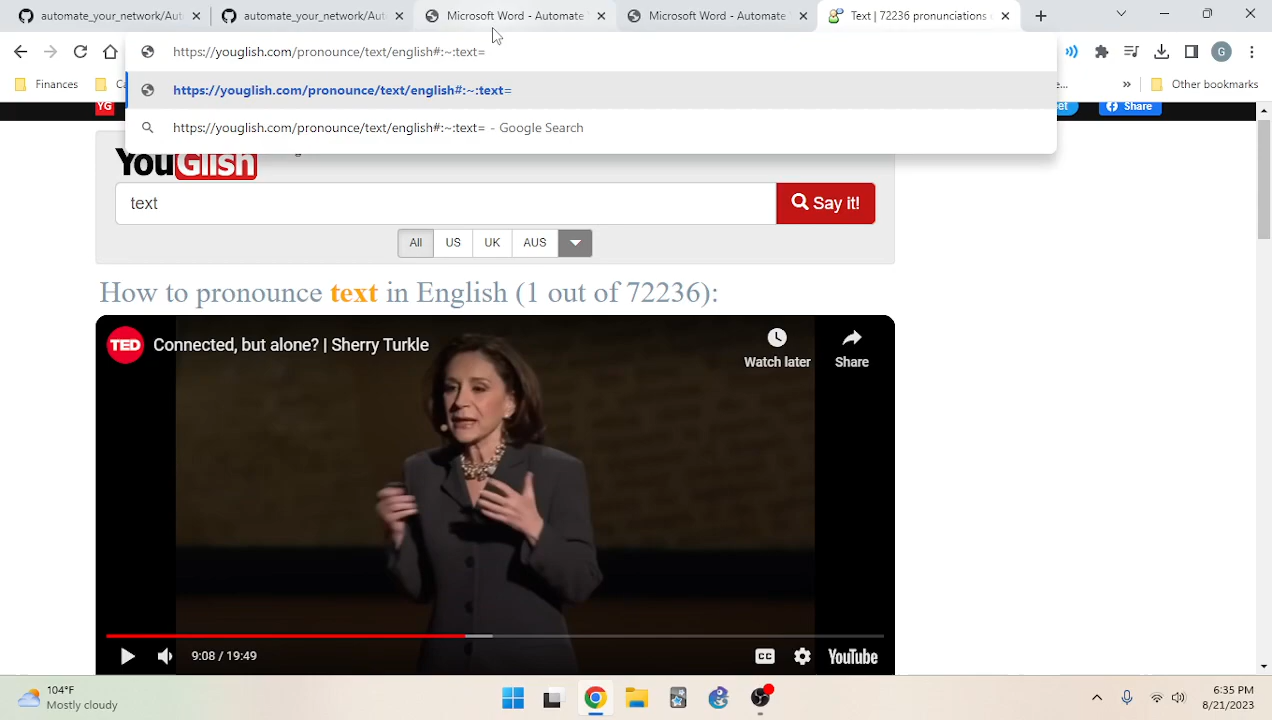 automate_your_network/Aut
automate_your_network/Aut
Microsoft Word - Automate
Microsoft Word - Automate
Text | 72236 pronunciations
https://youglish.com/pronounce/text/english#:~:text=
G
Finances
Ca
https://youglish.com/pronounce/text/english#:~:text=
Other bookmarks
YG
Share
https://youglish.com/pronounce/text/english#:~:text= - Google Search
YouGlish
text
Say it!
All US UK AUS
How to pronounce text in English (1 out of 72236):
TED
Connected, but alone? | Sherry Turkle
Watch later
Share
9:08 / 19:49
CC
YouTube
104°F
Mostly cloudy
6:35 PM
8/21/2023